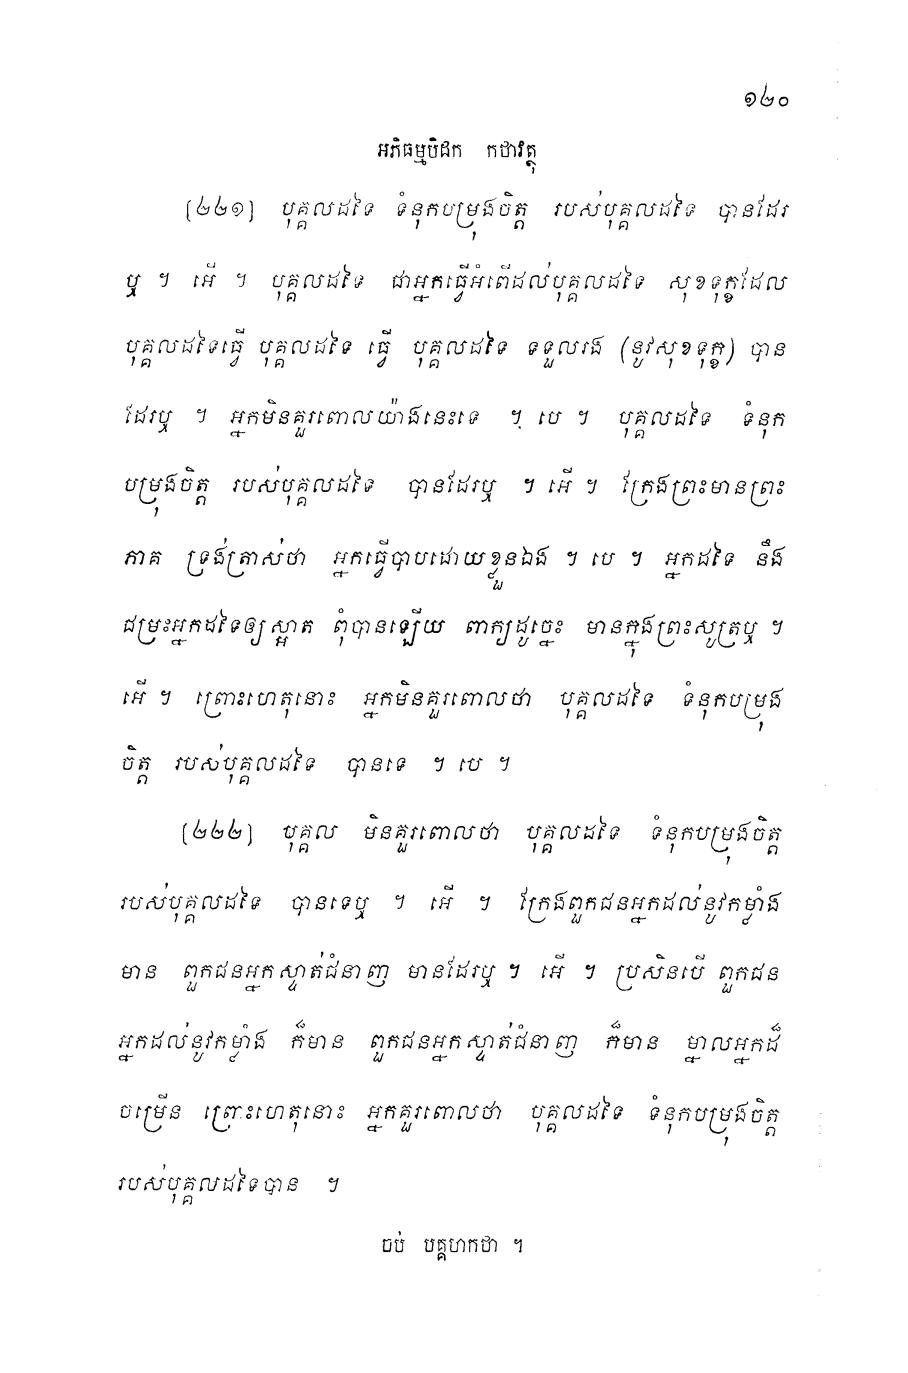 ១២០
អភិធម្មបិដក កថាវត្ថុ
[២២១] បុគ្គលដទៃ ទំនុកបម្រុងចិត្ត របស់បុគ្គលដទៃ បានដែរ
ឬ ។ អើ ។ បុគ្គលដទៃ ជាអ្នកធ្វើអំពើដល់បុគ្គលដទៃ សុខទុក្ខដែល
បុគ្គលដទៃធ្វើ បុគ្គលដទៃ ធ្វើ បុគ្គលដទៃ ទទួលរង (នូវសុខទុក្ខ) បាន
ដែរឬ ។ អ្នកមិនគួរពោលយ៉ាងនេះទេ ។ បេ ។ បុគ្គលដទៃ ទំនុក
បម្រុងចិត្ត របស់បុគ្គលដទៃ បានដែរឬ ។ អើ ។ ក្រែងព្រះមានព្រះ
ភាគ ទ្រង់ត្រាស់ថា អ្នកធ្វើបាបដោយខ្លួនឯង ។ បេ ។ អ្នកដទៃ នឹង
ជម្រះអ្នកដទៃឲ្យស្អាត ពុំបានឡើយ ពាក្យដូច្នេះ មានក្នុងព្រះសូត្រឬ ។
អើ ។ ព្រោះហេតុនោះ អ្នកមិនគួរពោលថា បុគ្គលដទៃ ទំនុកបម្រុង
ចិត្ត របស់បុគ្គលដទៃ បានទេ ។ បេ ។
[២២២] បុគ្គល មិនគួរពោលថា បុគ្គលដទៃ ទំនុកបម្រុងចិត្ត
របស់បុគ្គលដទៃ បានទេឬ ។ អើ ។ ក្រែងពួកជនអ្នកដល់នូវកម្លាំង
មាន ពួកជនអ្នកស្ទាត់ជំនាញ មានដែរឬ ។ អើ ។ ប្រសិនបើ ពួកជន
អ្នកដល់នូវកម្លាំង ក៏មាន ពួកជនអ្នកស្ទាត់ជំនាញ ក៏មាន ម្នាលអ្នកដ៏
ចម្រើន ព្រោះហេតុនោះ អ្នកគួរពោលថា បុគ្គលដទៃ ទំនុកបម្រុងចិត្ត
របស់បុគ្គលដទៃបាន ។
ចប់ បគ្គហកថា ។